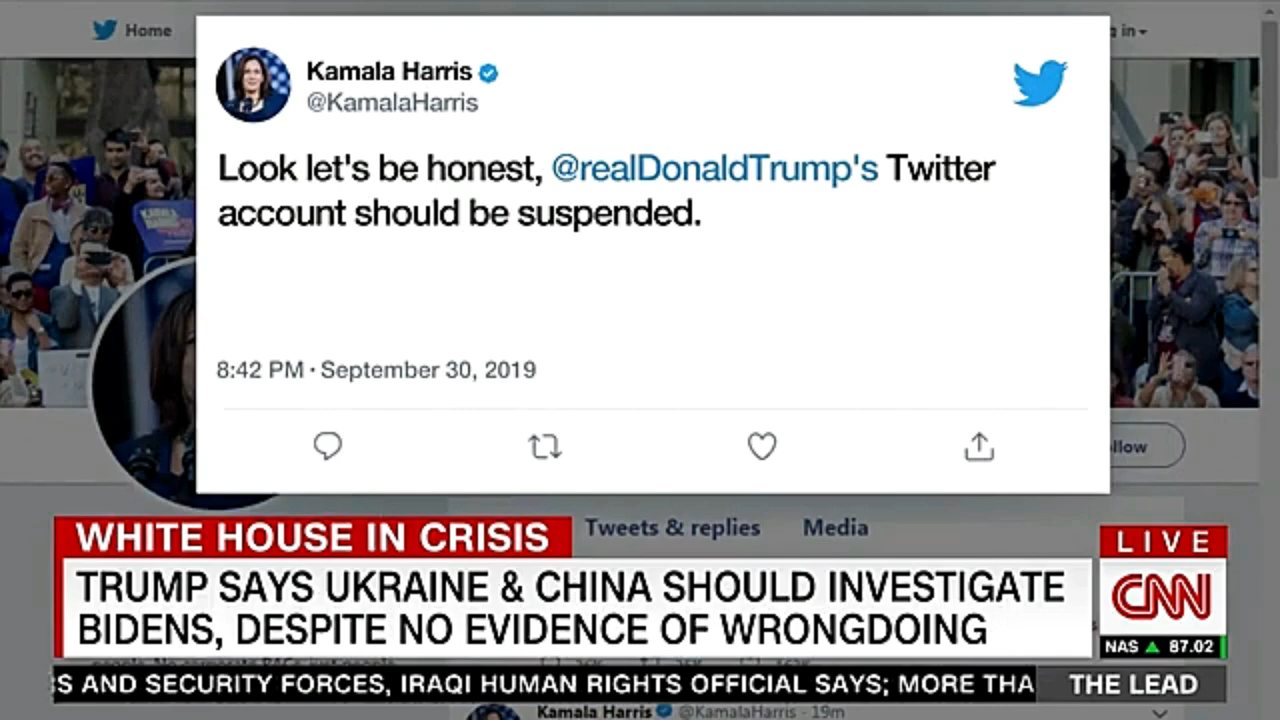 Home
Kamala Harris
@KamalaHarris
Look let's be honest, @realDonaldTrump's Twitter
account should be suspended.
8:42 PM · September 30, 2019
Tweets & replies Media
WHITE HOUSE IN CRISIS
TRUMP SAYS UKRAINE & CHINA SHOULD INVESTIGATE
BIDENS, DESPITE NO EVIDENCE OF WRONGDOING
LIVE
CNN
NAS ▲ 87.02
S AND SECURITY FORCES, IRAQI HUMAN RIGHTS OFFICIAL SAYS; MORE THA
THE LEAD
Kamala Harris @KamalaHarris · 19m